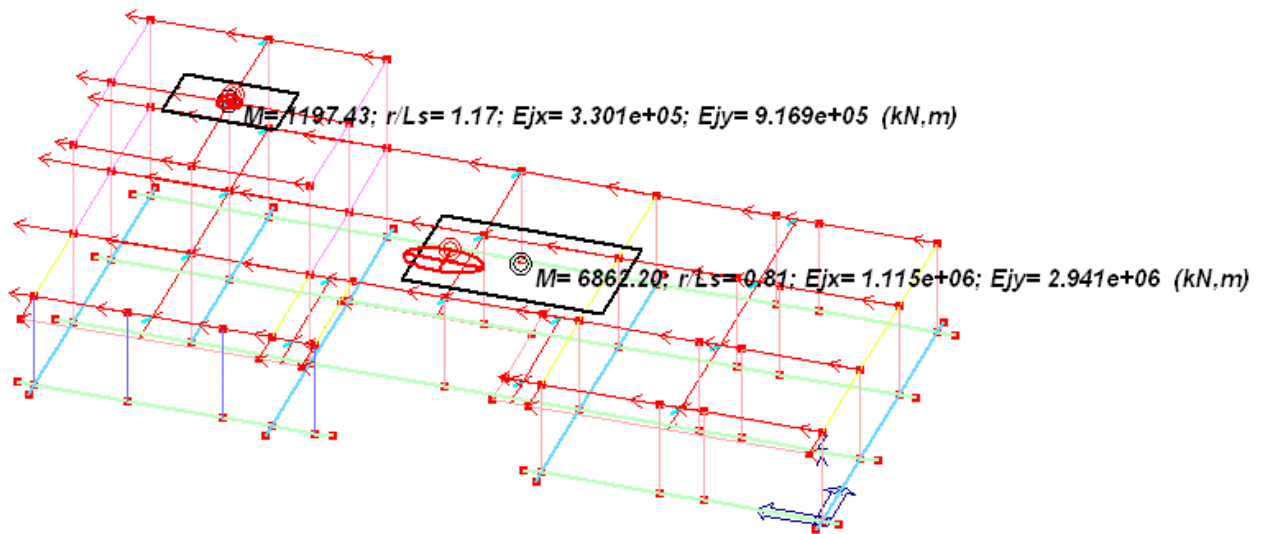 M= 1197.43; r/Ls= 1.17; Ejx= 3.301e+05; Ejy= 9.169e+05 (kN,m)
M= 6862.20; r/Ls= 0.81; Ejx= 1.115e+06; Ejy= 2.941e+06 (kN,m)